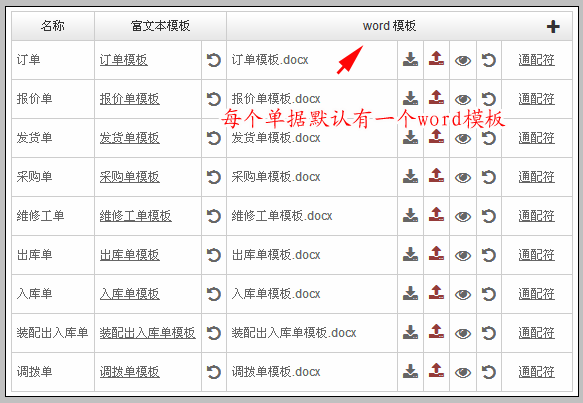 名称 富文本模板 word 模板
订单 订单模板 订单模板.docx 通配符
报价单 报价单模板 报价单模板.docx 通配符
每个单据默认有一个word模板
发货单 发货单模板 发货单模板.docx 通配符
采购单 采购单模板 采购单模板.docx 通配符
维修工单 维修工单模板 维修工单模板.docx 通配符
出库单 出库单模板 出库单模板.docx 通配符
入库单 入库单模板 入库单模板.docx 通配符
装配出入库单 装配出入库单模板 装配出入库单模板.docx 通配符
调拨单 调拨单模板 调拨单模板.docx 通配符